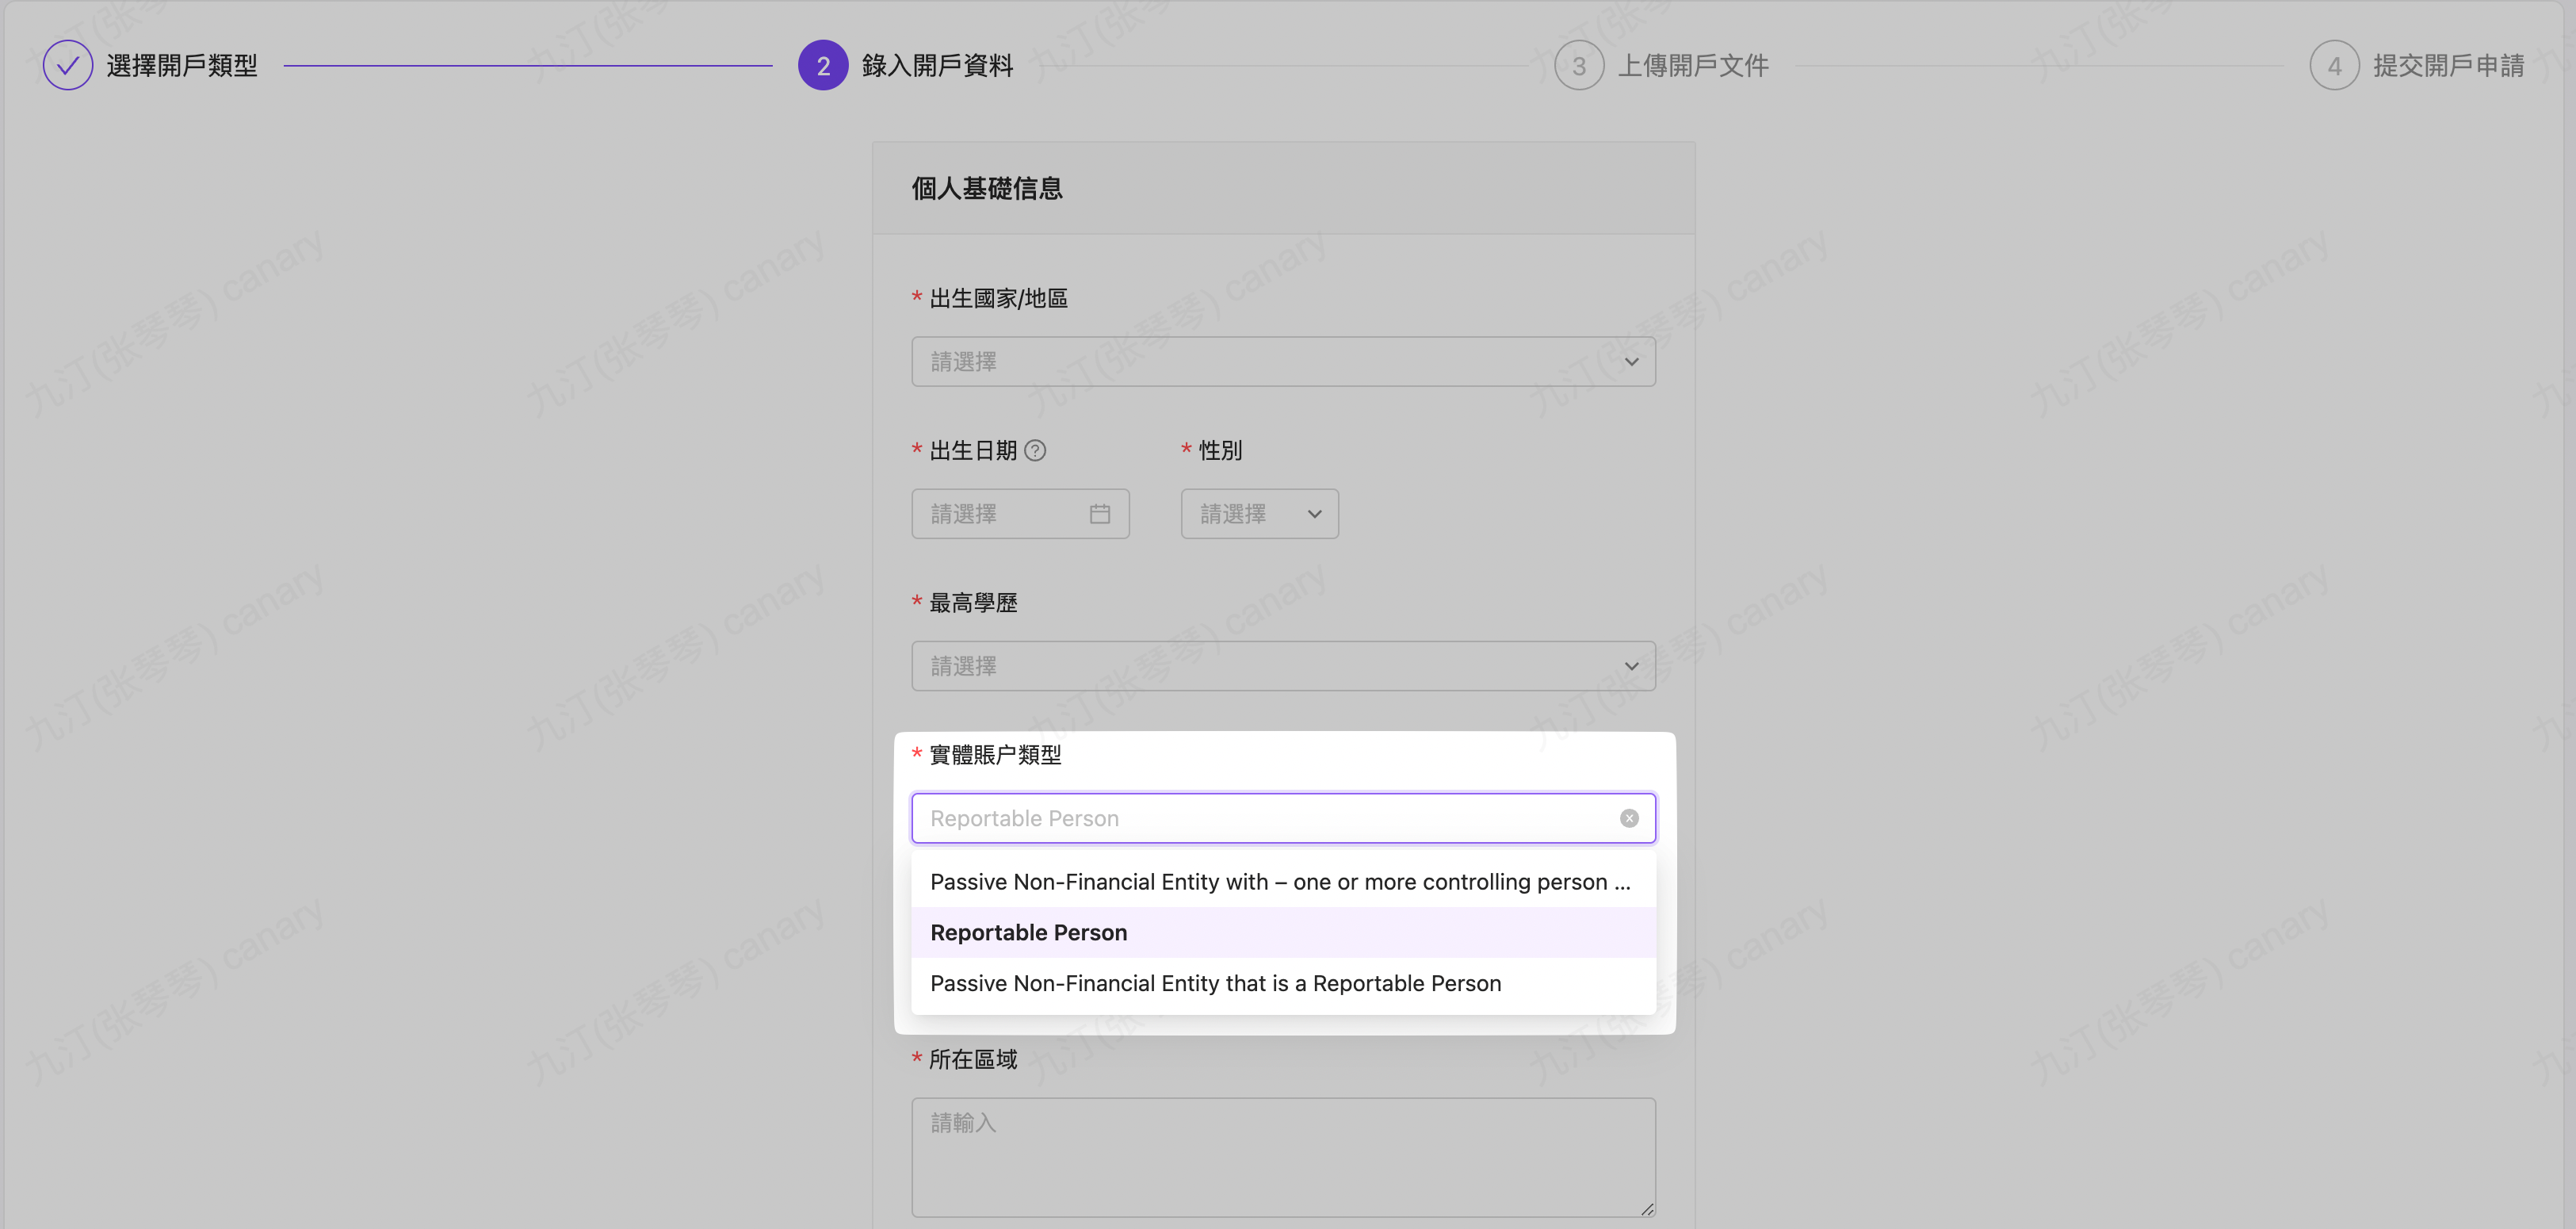 選擇開戶類型
2 錄入開戶資料
3 上傳開戶文件
4 提交開戶申請
個人基礎信息
* 出生國家/地區
請選擇
* 出生日期 ?
* 性別
請選擇
請選擇
* 最高學歷
請選擇
* 實體賬户類型
Reportable Person
Passive Non-Financial Entity with – one or more controlling person ...
Reportable Person
Passive Non-Financial Entity that is a Reportable Person
* 所在區域
請輸入
九汀(张琴琴) canary